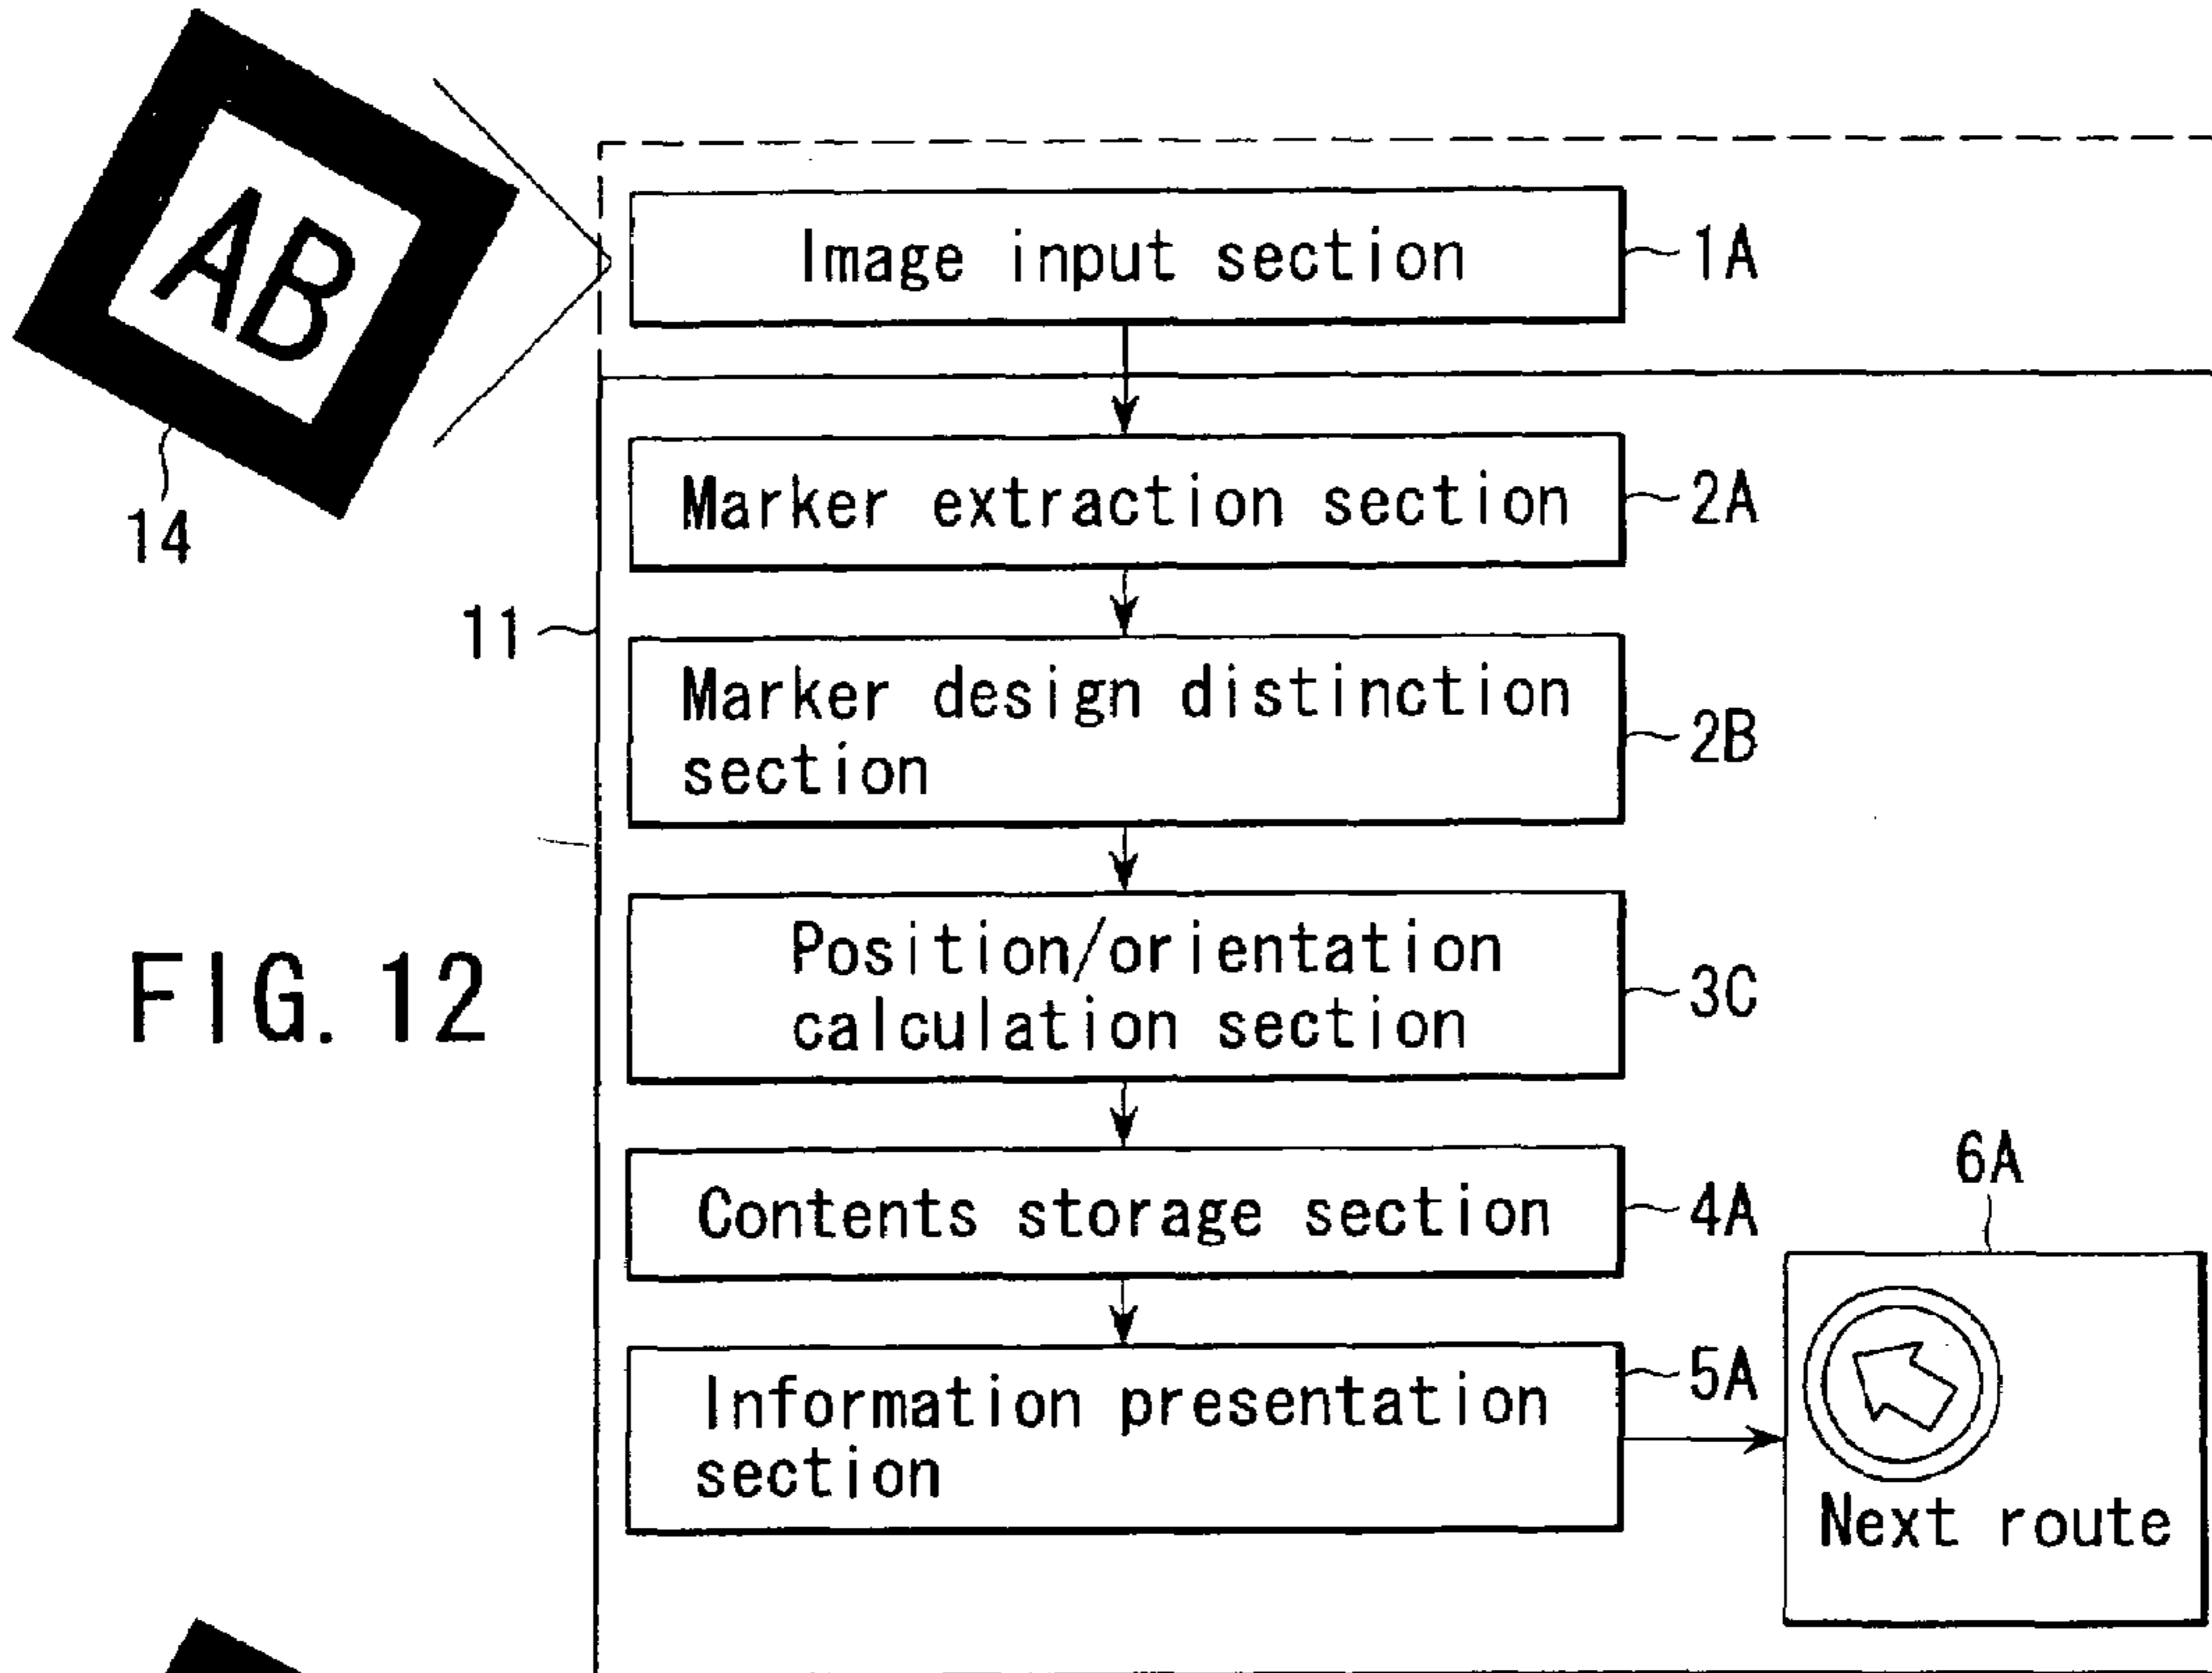 AB
14
Image input section
1A
Marker extraction section
2A
11
Marker design distinction
section
2B
FIG. 12
Position/orientation
calculation section
3C
Contents storage section
4A
Information presentation
section
5A
6A
Next route